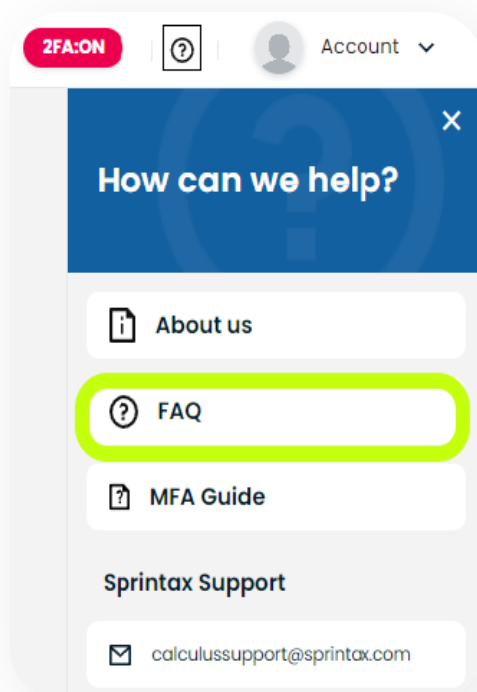 2FA:ON
Account
How can we help?
About us
FAQ
MFA Guide
Sprintax Support
calculussupport@sprintax.com